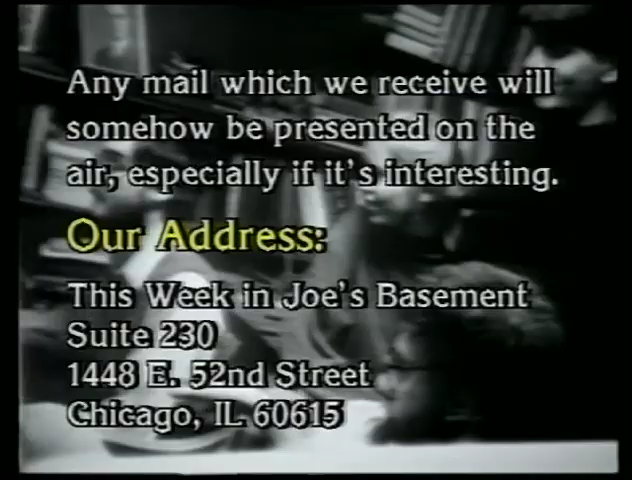 Any mail which we receive will
somehow be presented on the
air, especially if it's interesting.
Our Address:
This Week in Joe's Basement
Suite 230
1448 E. 52nd Street
Chicago, IL 60615